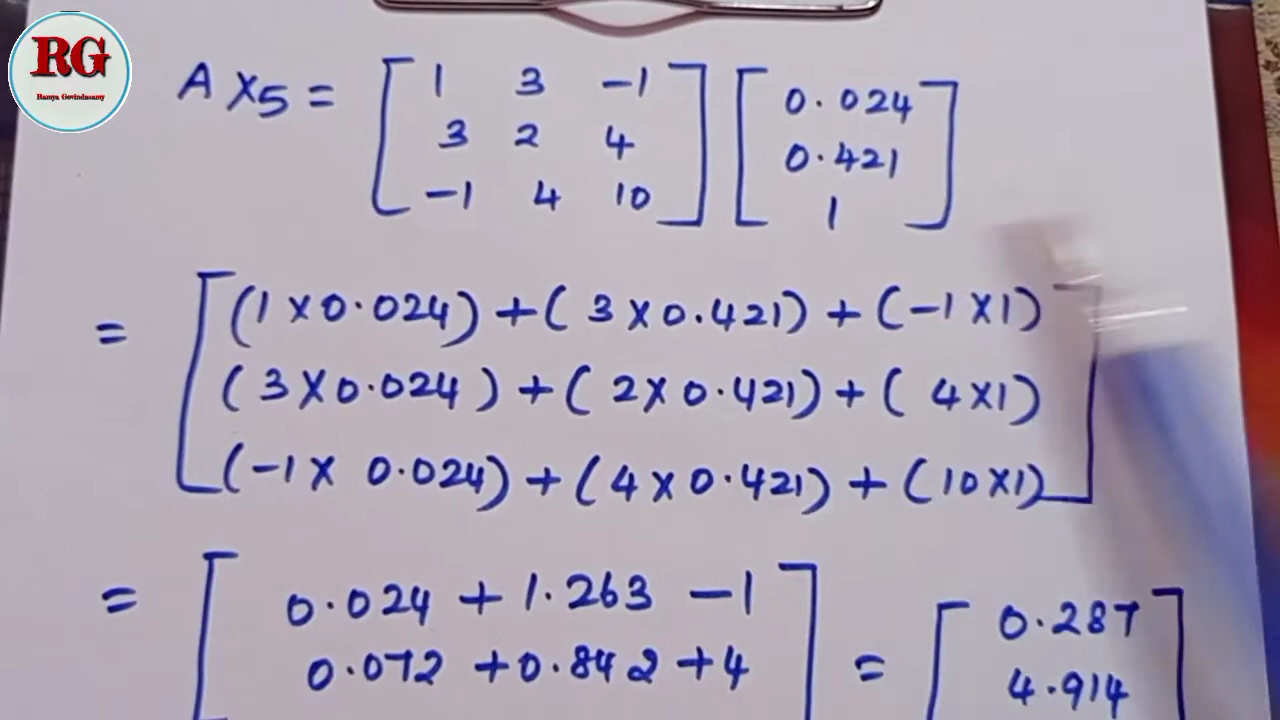 RG
Ramya Govindasamy
A X5 = [ 1 3 -1 ] [ 0.024 ]
3 2 4 0.421
-1 4 10 1
= [ (1 X 0.024) + ( 3 X 0.421) + (-1 X 1) ]
( 3 X 0.024 ) + ( 2 X 0.421) + ( 4 X 1)
(-1 X 0.024) + ( 4 X 0.421) + (10 X 1)
= [ 0.024 + 1.263 -1 ] = [ 0.287 ]
0.072 + 0.842 + 4 4.914